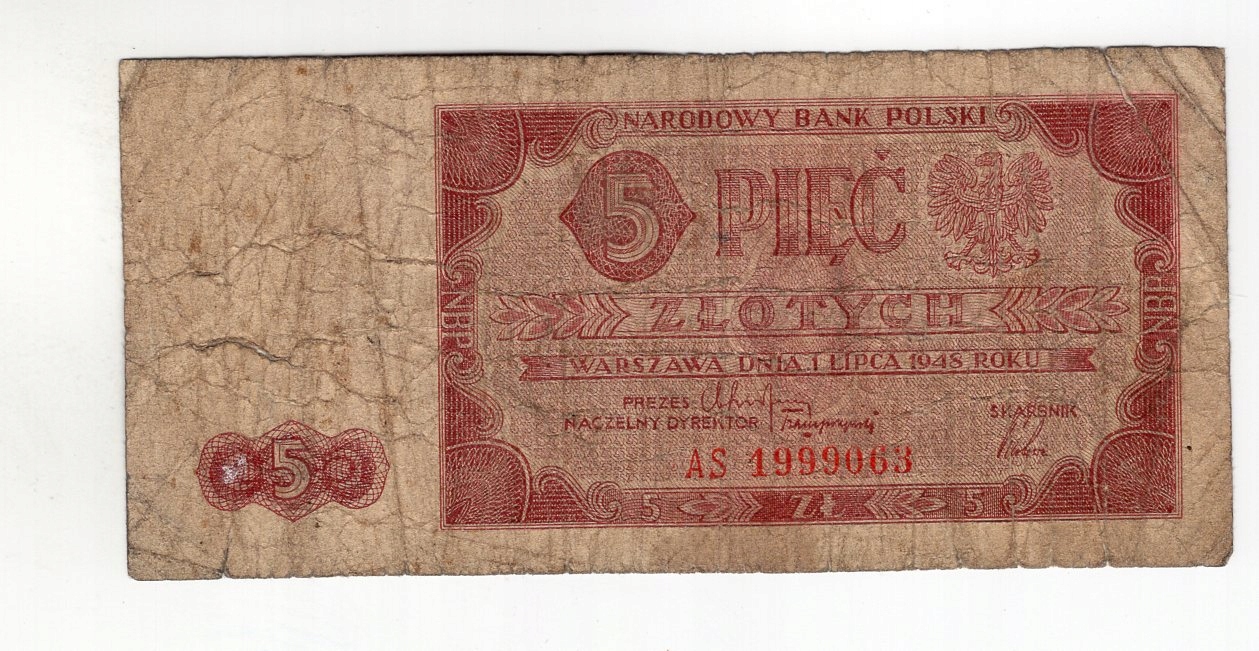 NARODOWY BANK POLSKI
5 PIĘĆ
ZŁOTYCH
WARSZAWA DNIA 1 LIPCA 1948 ROKU
PREZES
NACZELNY DYREKTOR
SKARBNIK
AS 1999063
5 ZŁ 5
NBP
NBP
5